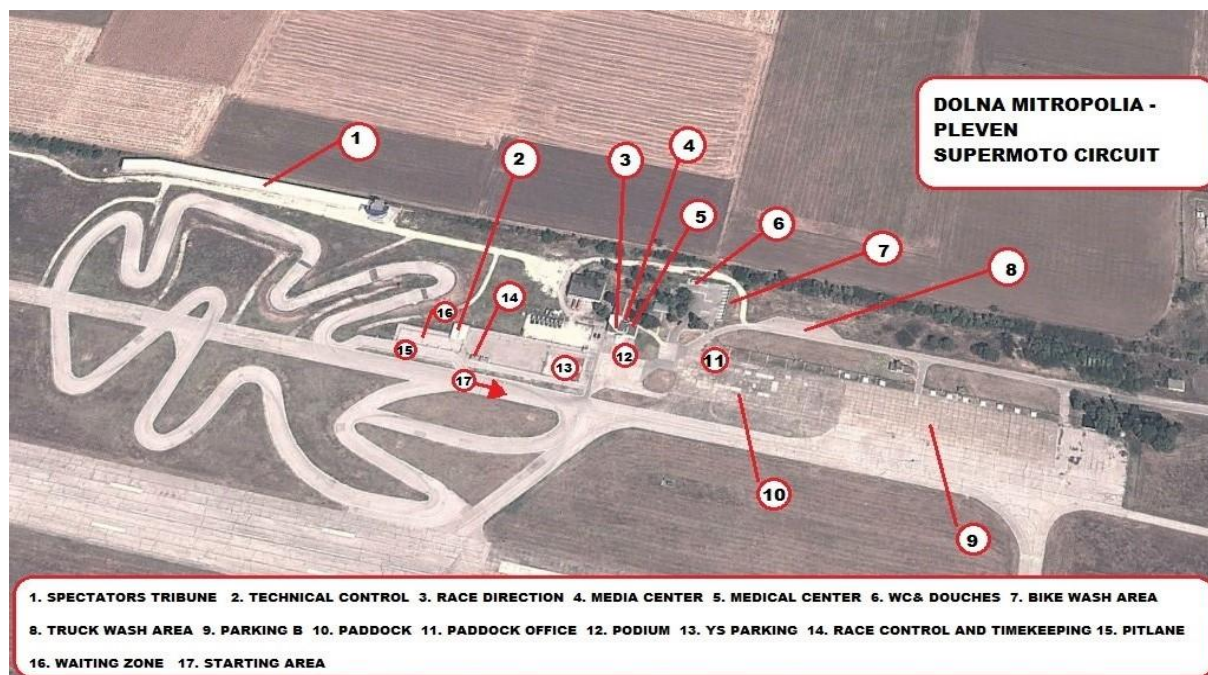 DOLNA MITROPOLIA -
PLEVEN
SUPERMOTO CIRCUIT
1
2
3
4
5
6
7
8
16
14
15
17
13
12
11
10
9
1. SPECTATORS TRIBUNE 2. TECHNICAL CONTROL 3. RACE DIRECTION 4. MEDIA CENTER 5. MEDICAL CENTER 6. WC& DOUCHES 7. BIKE WASH AREA
8. TRUCK WASH AREA 9. PARKING B 10. PADDOCK 11. PADDOCK OFFICE 12. PODIUM 13. YS PARKING 14. RACE CONTROL AND TIMEKEEPING 15. PITLANE
16. WAITING ZONE 17. STARTING AREA